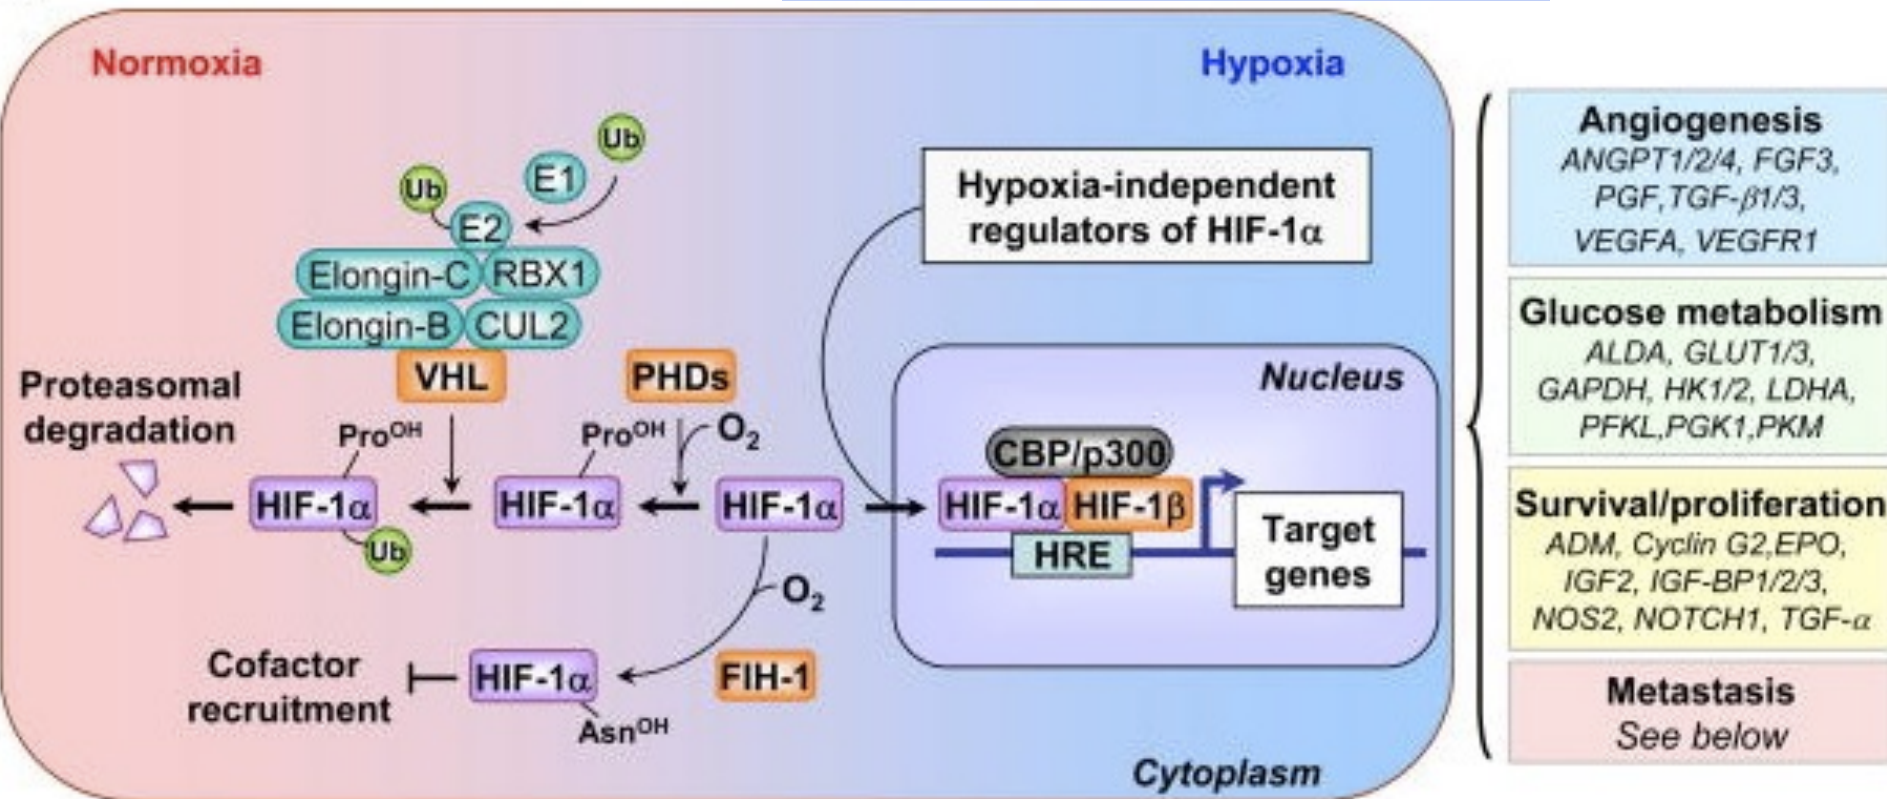 Normoxia
Hypoxia
Ub
Ub
E1
E2
Elongin-C
RBX1
Elongin-B
CUL2
VHL
PHDs
Proteasomal
degradation
Pro^OH
Pro^OH
O₂
HIF-1α
HIF-1α
HIF-1α
Ub
O₂
Cofactor
recruitment
HIF-1α
FIH-1
Asn^OH
Hypoxia-independent
regulators of HIF-1α
Nucleus
CBP/p300
HIF-1α
HIF-1β
HRE
Target
genes
Cytoplasm
Angiogenesis
ANGPT1/2/4, FGF3,
PGF,TGF-β1/3,
VEGFA, VEGFR1
Glucose metabolism
ALDA, GLUT1/3,
GAPDH, HK1/2, LDHA,
PFKL,PGK1,PKM
Survival/proliferation
ADM, Cyclin G2,EPO,
IGF2, IGF-BP1/2/3,
NOS2, NOTCH1, TGF-α
Metastasis
See below